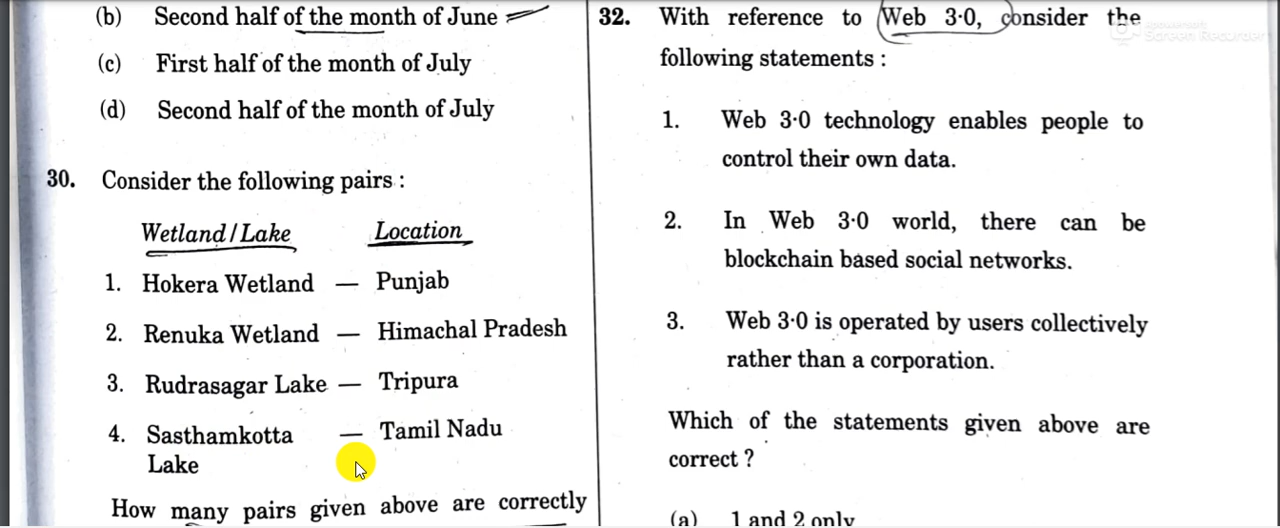 (b) Second half of the month of June
(c) First half of the month of July
(d) Second half of the month of July
30. Consider the following pairs :
Wetland / Lake Location
1. Hokera Wetland — Punjab
2. Renuka Wetland — Himachal Pradesh
3. Rudrasagar Lake — Tripura
4. Sasthamkotta — Tamil Nadu
Lake
How many pairs given above are correctly
32. With reference to Web 3·0, consider the
following statements :
1. Web 3·0 technology enables people to
control their own data.
2. In Web 3·0 world, there can be
blockchain based social networks.
3. Web 3·0 is operated by users collectively
rather than a corporation.
Which of the statements given above are
correct ?
(a) 1 and 2 only
Screen Recorder